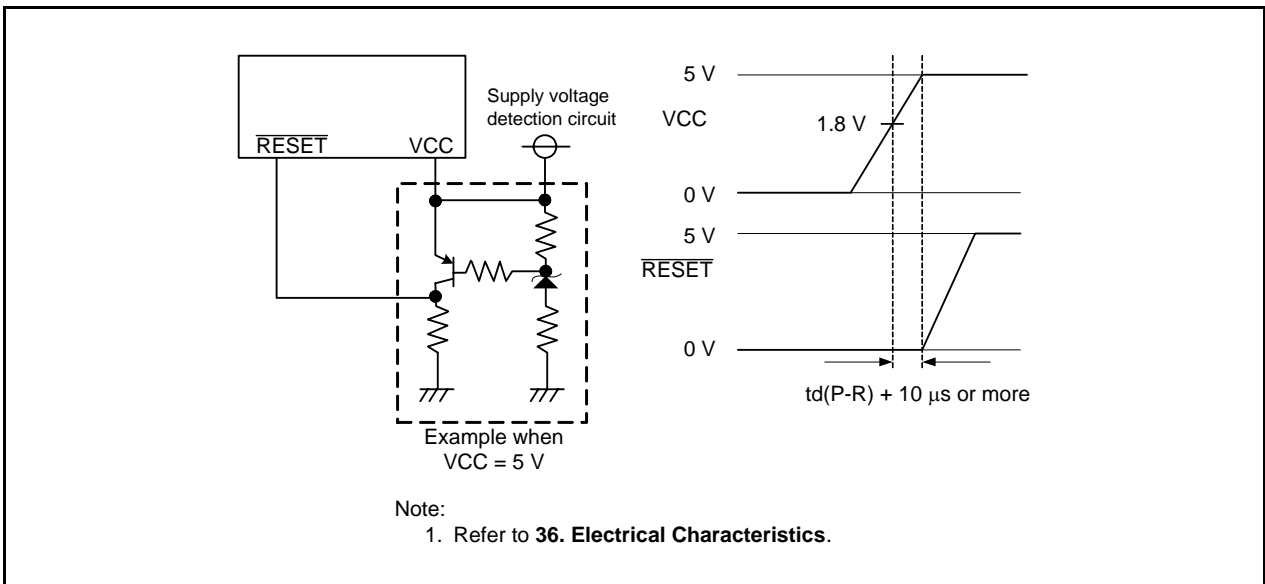 RESET
VCC
Supply voltage
detection circuit
Example when
VCC = 5 V
5 V
VCC
1.8 V
0 V
5 V
RESET
0 V
td(P-R) + 10 μs or more
Note:
1. Refer to 36. Electrical Characteristics.